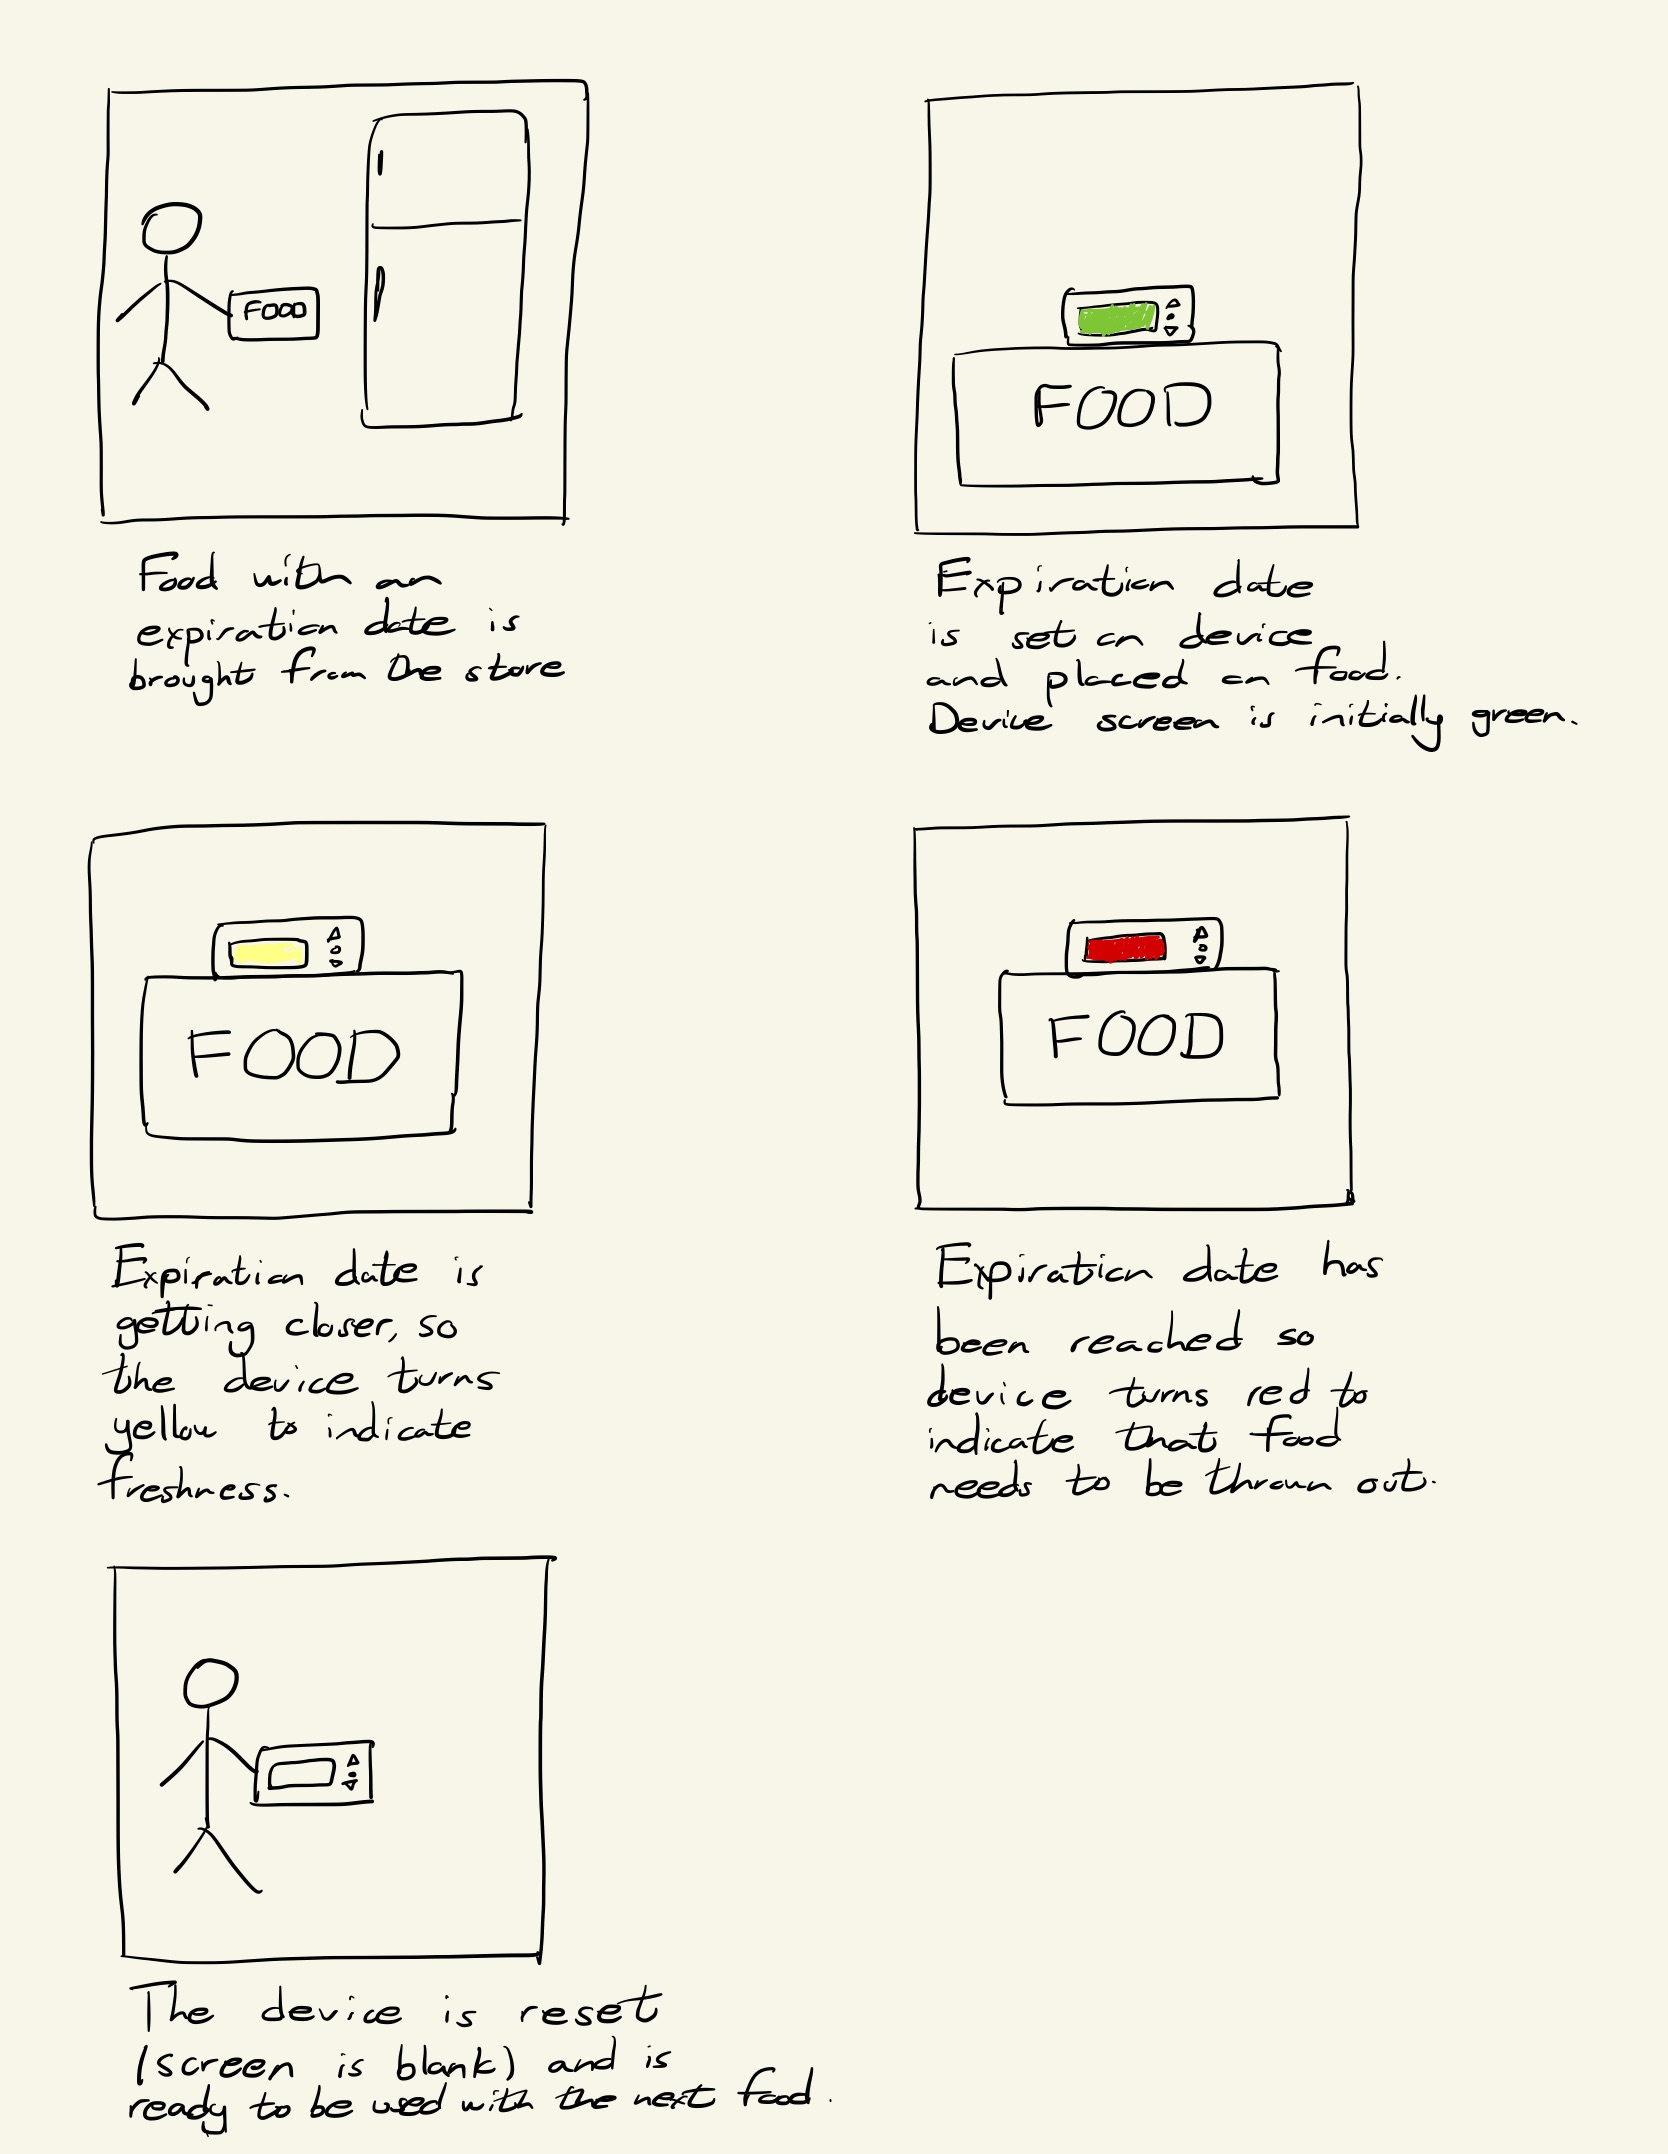 FOOD
Food with an
expiration date is
brought from the store
FOOD
Expiration date
is set on device
and placed on food.
Device screen is initially green.
FOOD
Expiration date is
getting closer, so
the device turns
yellow to indicate
freshness.
FOOD
Expiration date has
been reached so
device turns red to
indicate that food
needs to be thrown out.
The device is reset
(screen is blank) and is
ready to be used with the next food.